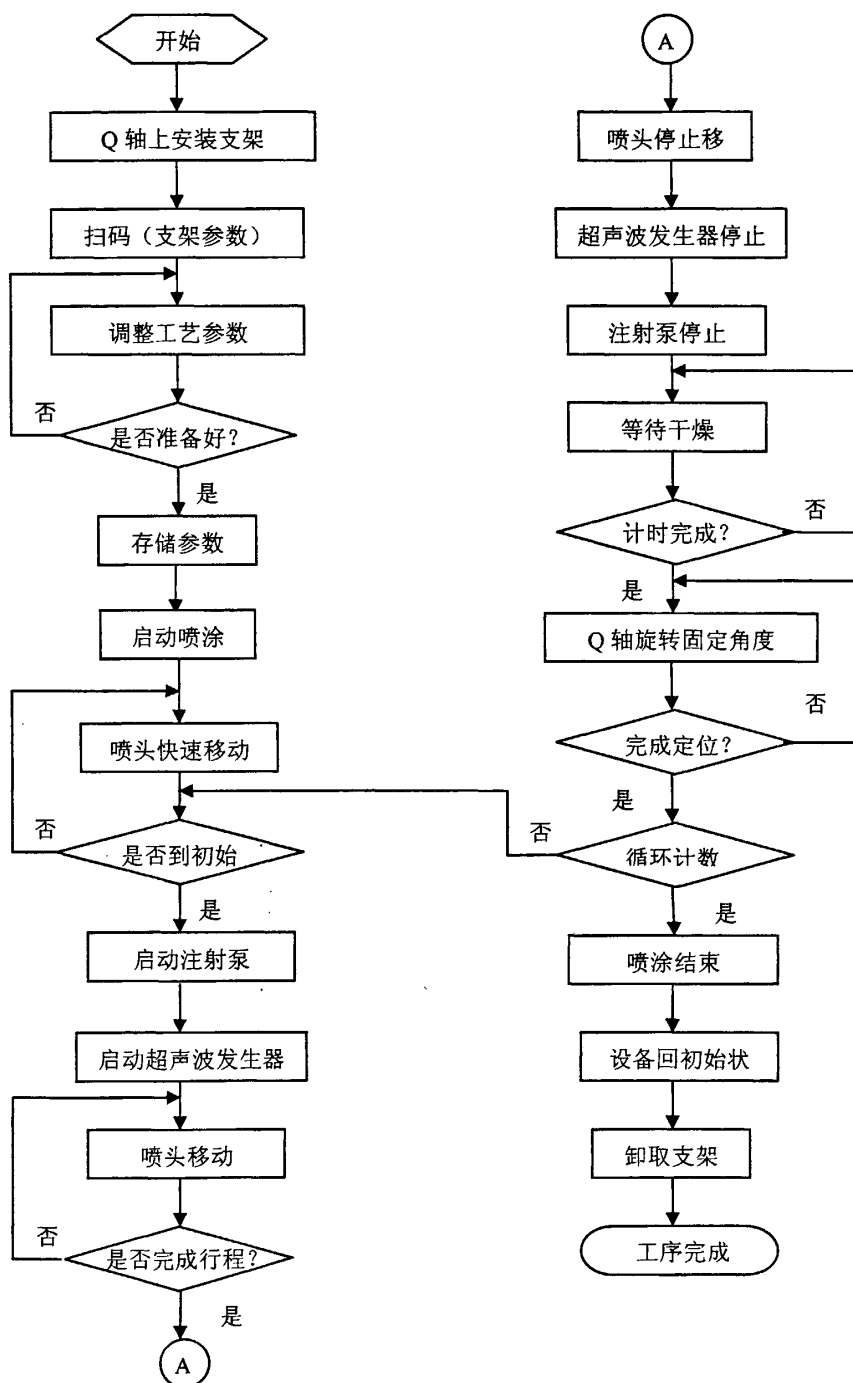 开始
Q 轴上安装支架
扫码（支架参数）
调整工艺参数
否
是否准备好？
是
存储参数
启动喷涂
喷头快速移动
否
是否到初始
是
启动注射泵
启动超声波发生器
喷头移动
否
是否完成行程？
是
A
A
喷头停止移
超声波发生器停止
注射泵停止
等待干燥
否
计时完成？
是
Q 轴旋转固定角度
否
完成定位？
是
否
循环计数
是
喷涂结束
设备回初始状
卸取支架
工序完成